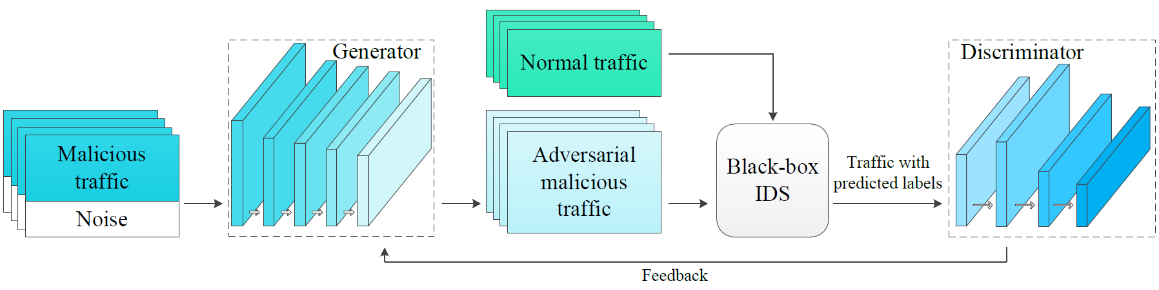 Malicious
traffic
Noise
Generator
Normal traffic
Adversarial
malicious
traffic
Black-box
IDS
Traffic with
predicted labels
Discriminator
Feedback